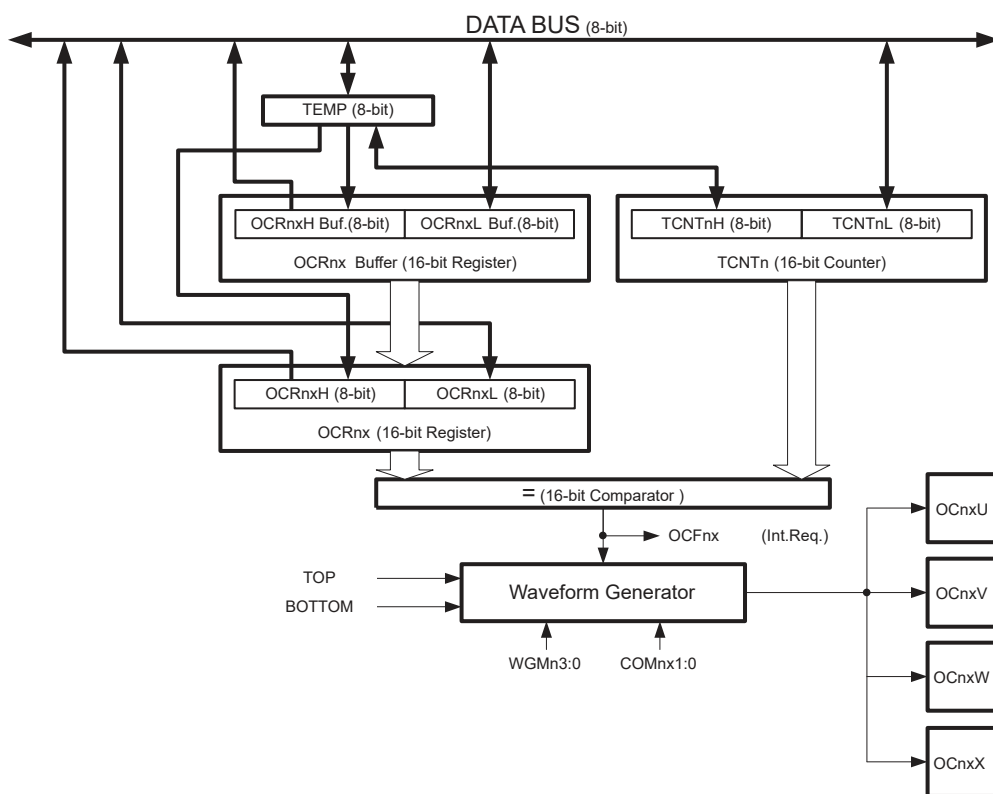 DATA BUS (8-bit)
TEMP (8-bit)
OCRnxH Buf.(8-bit)
OCRnxL Buf.(8-bit)
TCNTnH (8-bit)
TCNTnL (8-bit)
OCRnx Buffer (16-bit Register)
TCNTn (16-bit Counter)
OCRnxH (8-bit)
OCRnxL (8-bit)
OCRnx (16-bit Register)
= (16-bit Comparator )
OCnxU
OCFnx
(Int.Req.)
TOP
Waveform Generator
OCnxV
BOTTOM
WGMn3:0
COMnx1:0
OCnxW
OCnxX